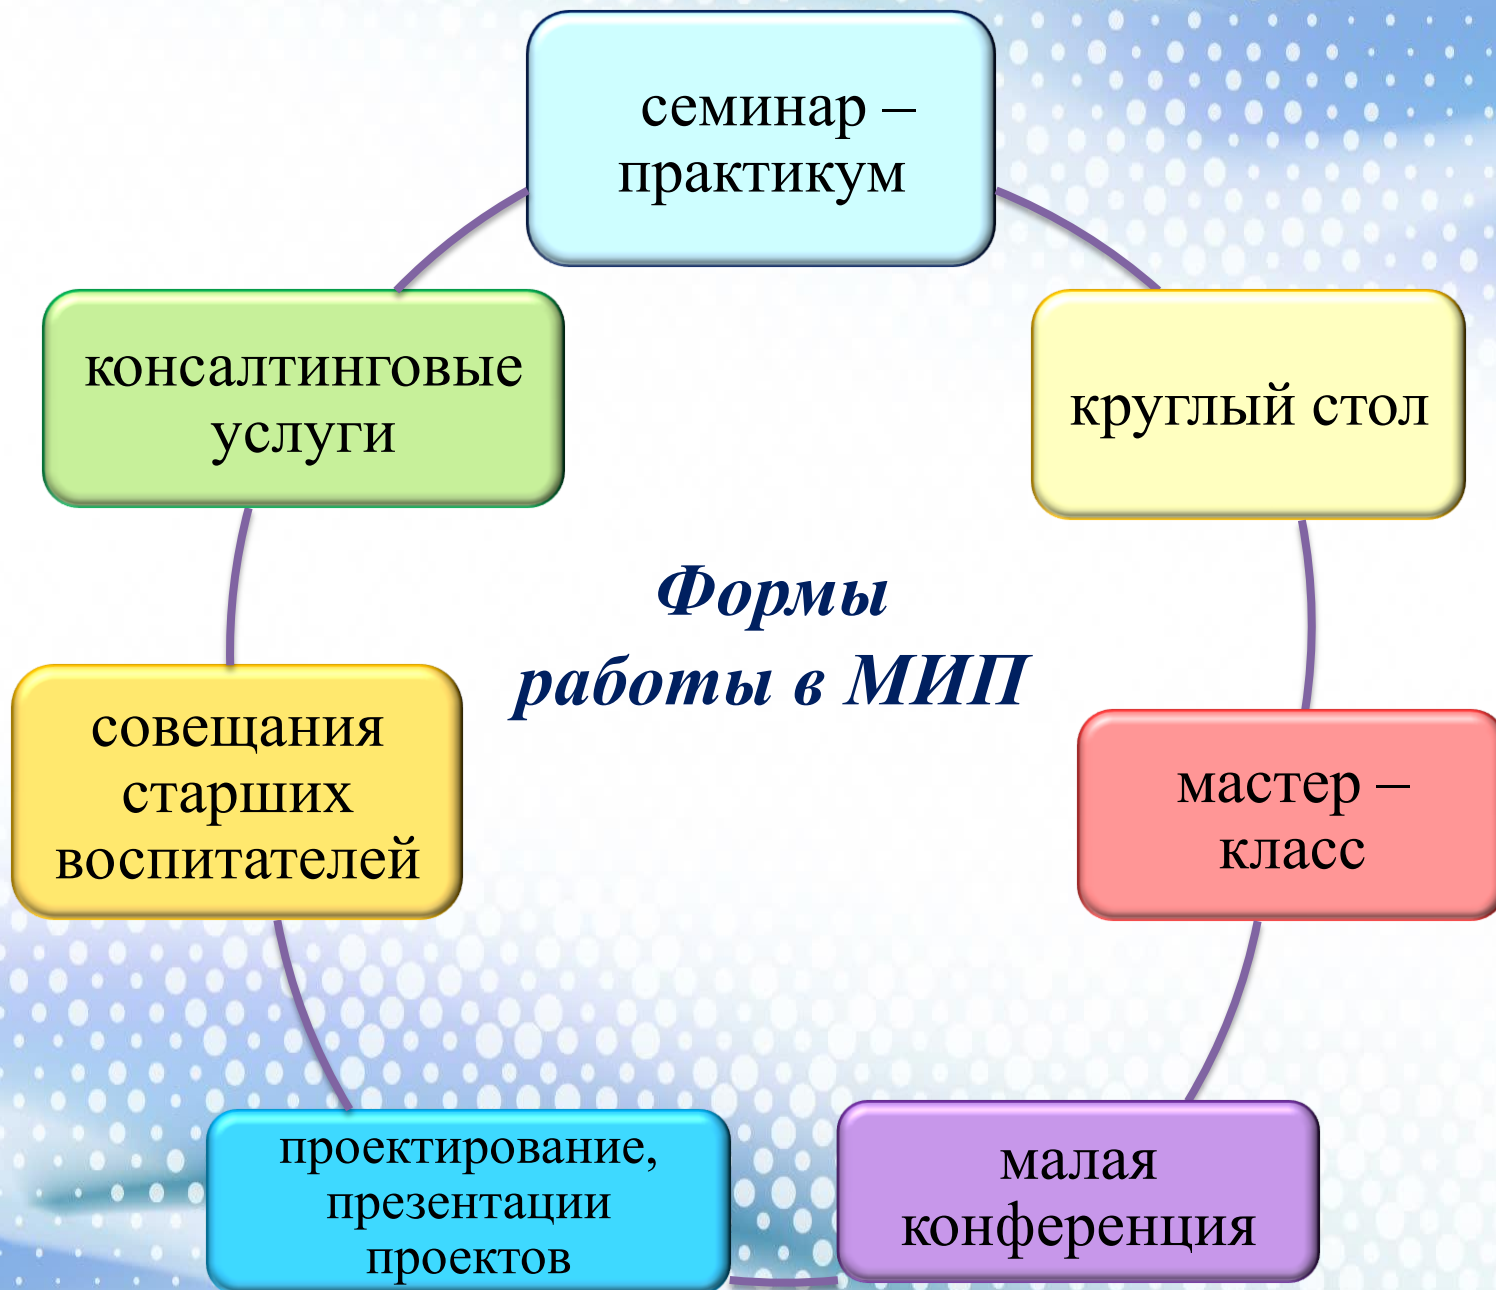 семинар –
практикум
консалтинговые
услуги
круглый стол
Формы
работы в МИП
совещания
старших
воспитателей
мастер –
класс
проектирование,
презентации
проектов
малая
конференция